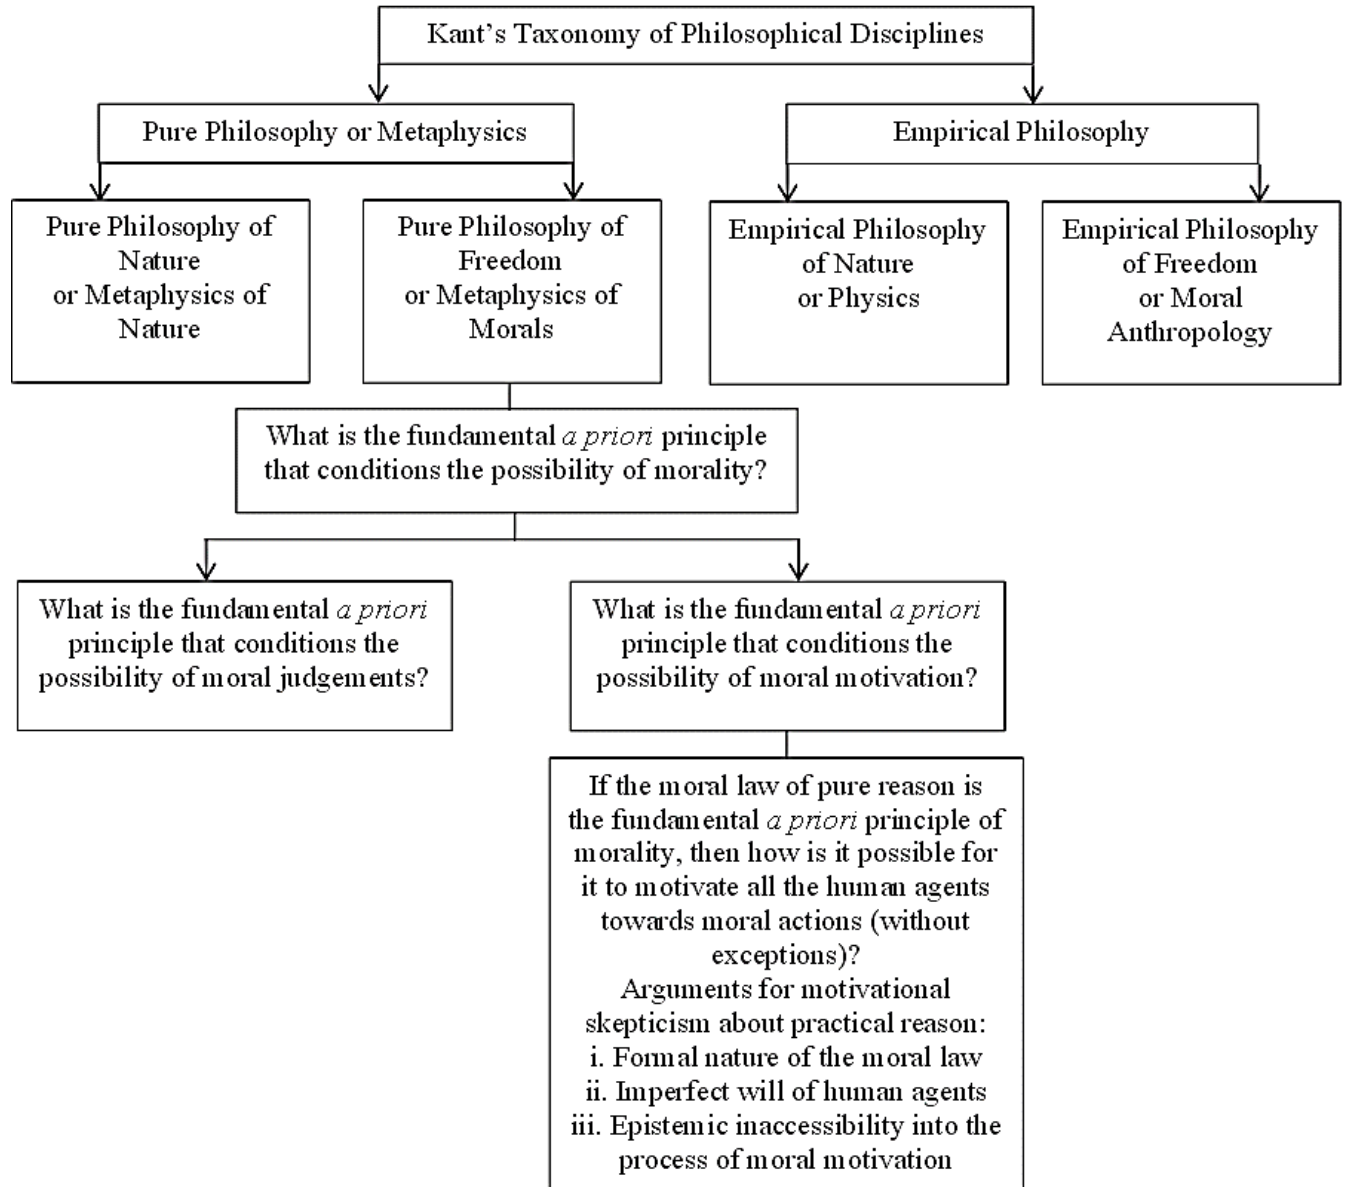 Kant's Taxonomy of Philosophical Disciplines
Pure Philosophy or Metaphysics
Empirical Philosophy
Pure Philosophy of
Nature
or Metaphysics of
Nature
Pure Philosophy of
Freedom
or Metaphysics of
Morals
Empirical Philosophy
of Nature
or Physics
Empirical Philosophy
of Freedom
or Moral
Anthropology
What is the fundamental a priori principle
that conditions the possibility of morality?
What is the fundamental a priori
principle that conditions the
possibility of moral judgements?
What is the fundamental a priori
principle that conditions the
possibility of moral motivation?
If the moral law of pure reason is
the fundamental a priori principle of
morality, then how is it possible for
it to motivate all the human agents
towards moral actions (without
exceptions)?
Arguments for motivational
skepticism about practical reason:
i. Formal nature of the moral law
ii. Imperfect will of human agents
iii. Epistemic inaccessibility into the
process of moral motivation